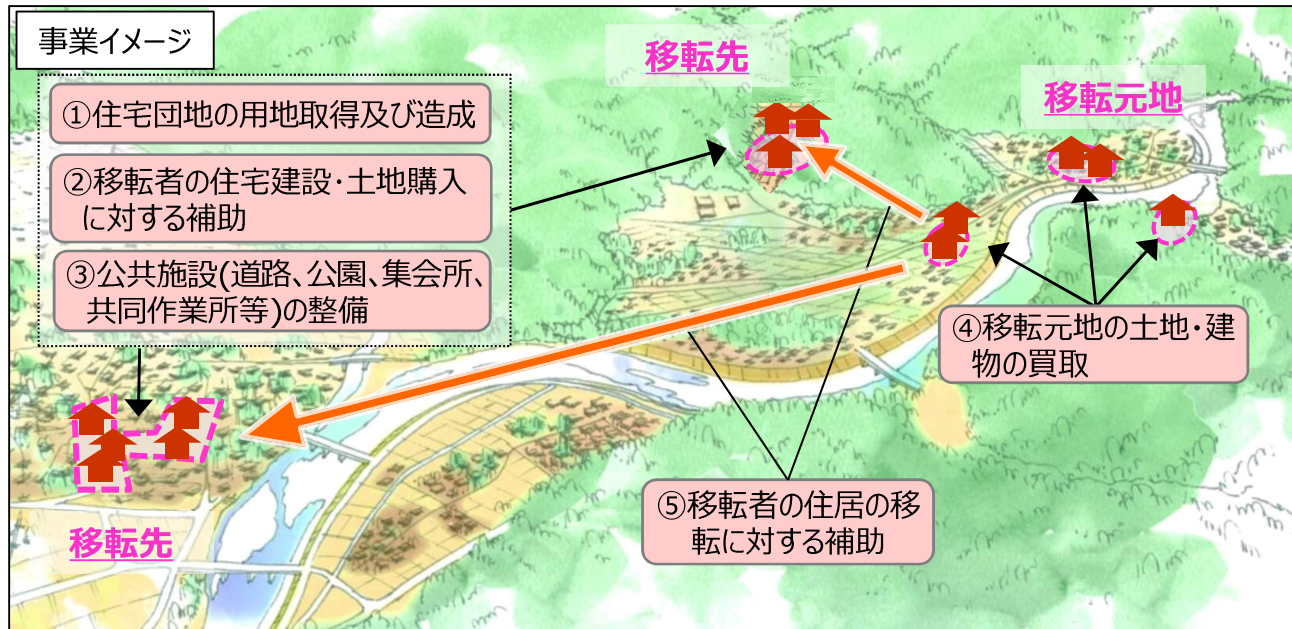 事業イメージ
移転先
移転元地
①住宅団地の用地取得及び造成
②移転者の住宅建設・土地購入
に対する補助
③公共施設(道路、公園、集会所、
共同作業所等)の整備
④移転元地の土地・建
物の買取
⑤移転者の住居の移
転に対する補助
移転先